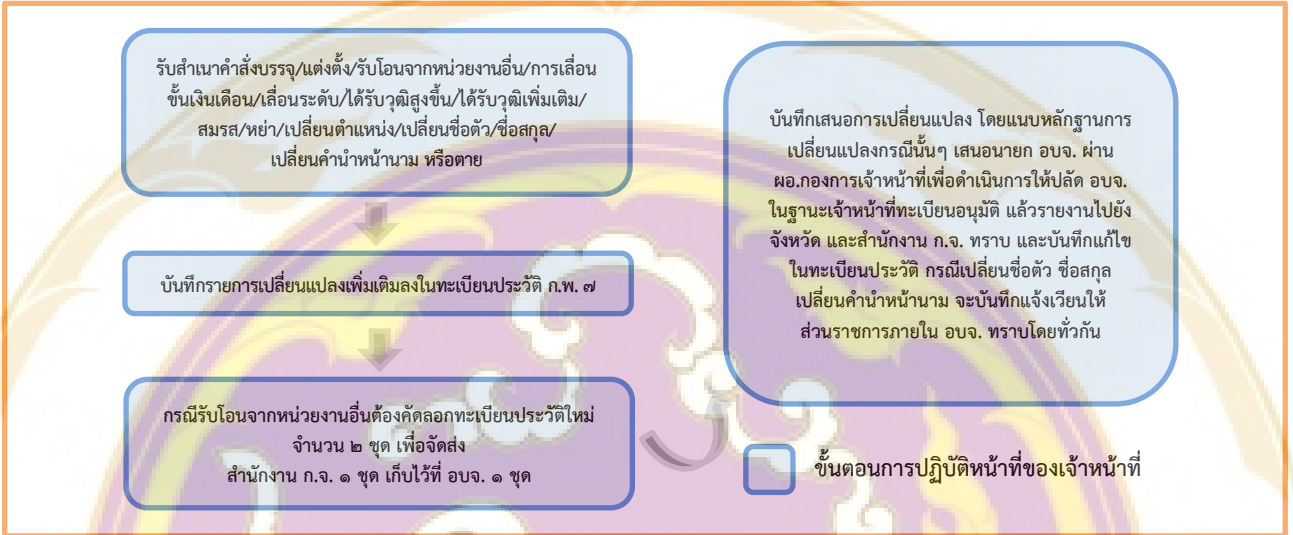 รับสำเนาคำสั่งบรรจุ/แต่งตั้ง/รับโอนจากหน่วยงานอื่น/การเลื่อน
ขั้นเงินเดือน/เลื่อนระดับ/ได้รับวุฒิสูงขึ้น/ได้รับวุฒิเพิ่มเติม/
สมรส/หย่า/เปลี่ยนตำแหน่ง/เปลี่ยนชื่อตัว/ชื่อสกุล/
เปลี่ยนคำนำหน้านาม หรือตาย
บันทึกรายการเปลี่ยนแปลงเพิ่มเติมลงในทะเบียนประวัติ ก.พ. ๗
กรณีรับโอนจากหน่วยงานอื่นต้องคัดลอกทะเบียนประวัติใหม่
จำนวน ๒ ชุด เพื่อจัดส่ง
สำนักงาน ก.จ. ๑ ชุด เก็บไว้ที่ อบจ. ๑ ชุด
บันทึกเสนอการเปลี่ยนแปลง โดยแนบหลักฐานการ
เปลี่ยนแปลงกรณีนั้นๆ เสนอนายก อบจ. ผ่าน
ผอ.กองการเจ้าหน้าที่เพื่อดำเนินการให้ปลัด อบจ.
ในฐานะเจ้าหน้าที่ทะเบียนอนุมัติ แล้วรายงานไปยัง
จังหวัด และสำนักงาน ก.จ. ทราบ และบันทึกแก้ไข
ในทะเบียนประวัติ กรณีเปลี่ยนชื่อตัว ชื่อสกุล
เปลี่ยนคำนำหน้านาม จะบันทึกแจ้งเวียนให้
ส่วนราชการภายใน อบจ. ทราบโดยทั่วกัน
ขั้นตอนการปฏิบัติหน้าที่ของเจ้าหน้าที่